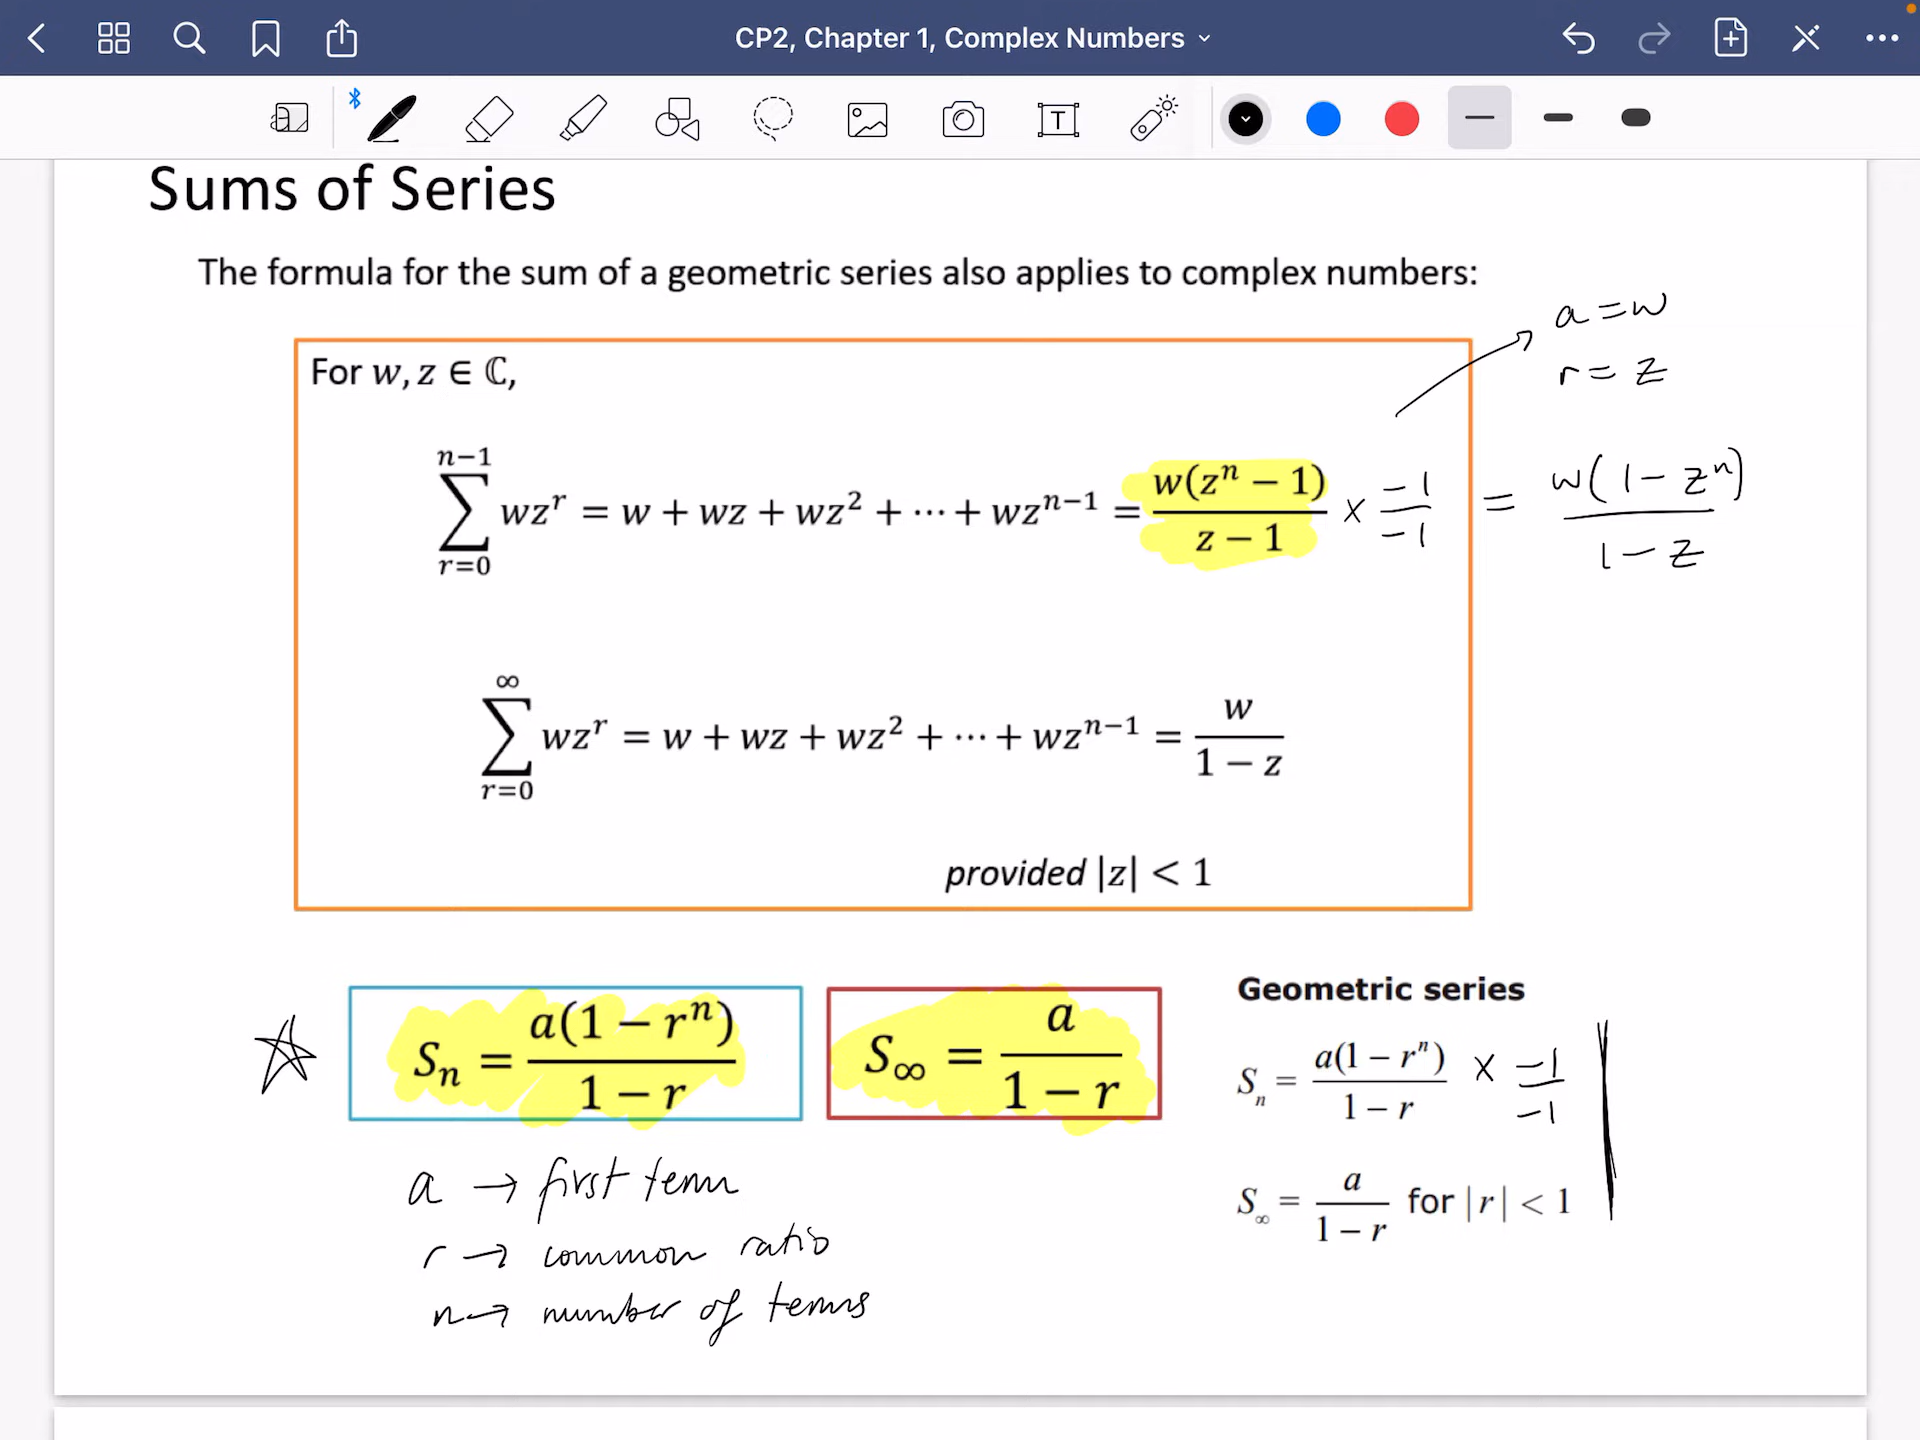 CP2, Chapter 1, Complex Numbers
Sums of Series
The formula for the sum of a geometric series also applies to complex numbers:
a = w
r = z
For w, z ∈ ℂ,
∑_{r=0}^{n−1} wz^r = w + wz + wz² + ⋯ + wz^{n−1} = w(z^n − 1)/(z − 1) × −1/−1 = w(1 − z^n)/(1 − z)
∑_{r=0}^{∞} wz^r = w + wz + wz² + ⋯ + wz^{n−1} = w/(1 − z)
provided |z| < 1
S_n = a(1 − r^n)/(1 − r)
S_∞ = a/(1 − r)
Geometric series
S_n = a(1 − r^n)/(1 − r) × −1/−1
S_∞ = a/(1 − r) for |r| < 1
a → first term
r → common ratio
n → number of terms